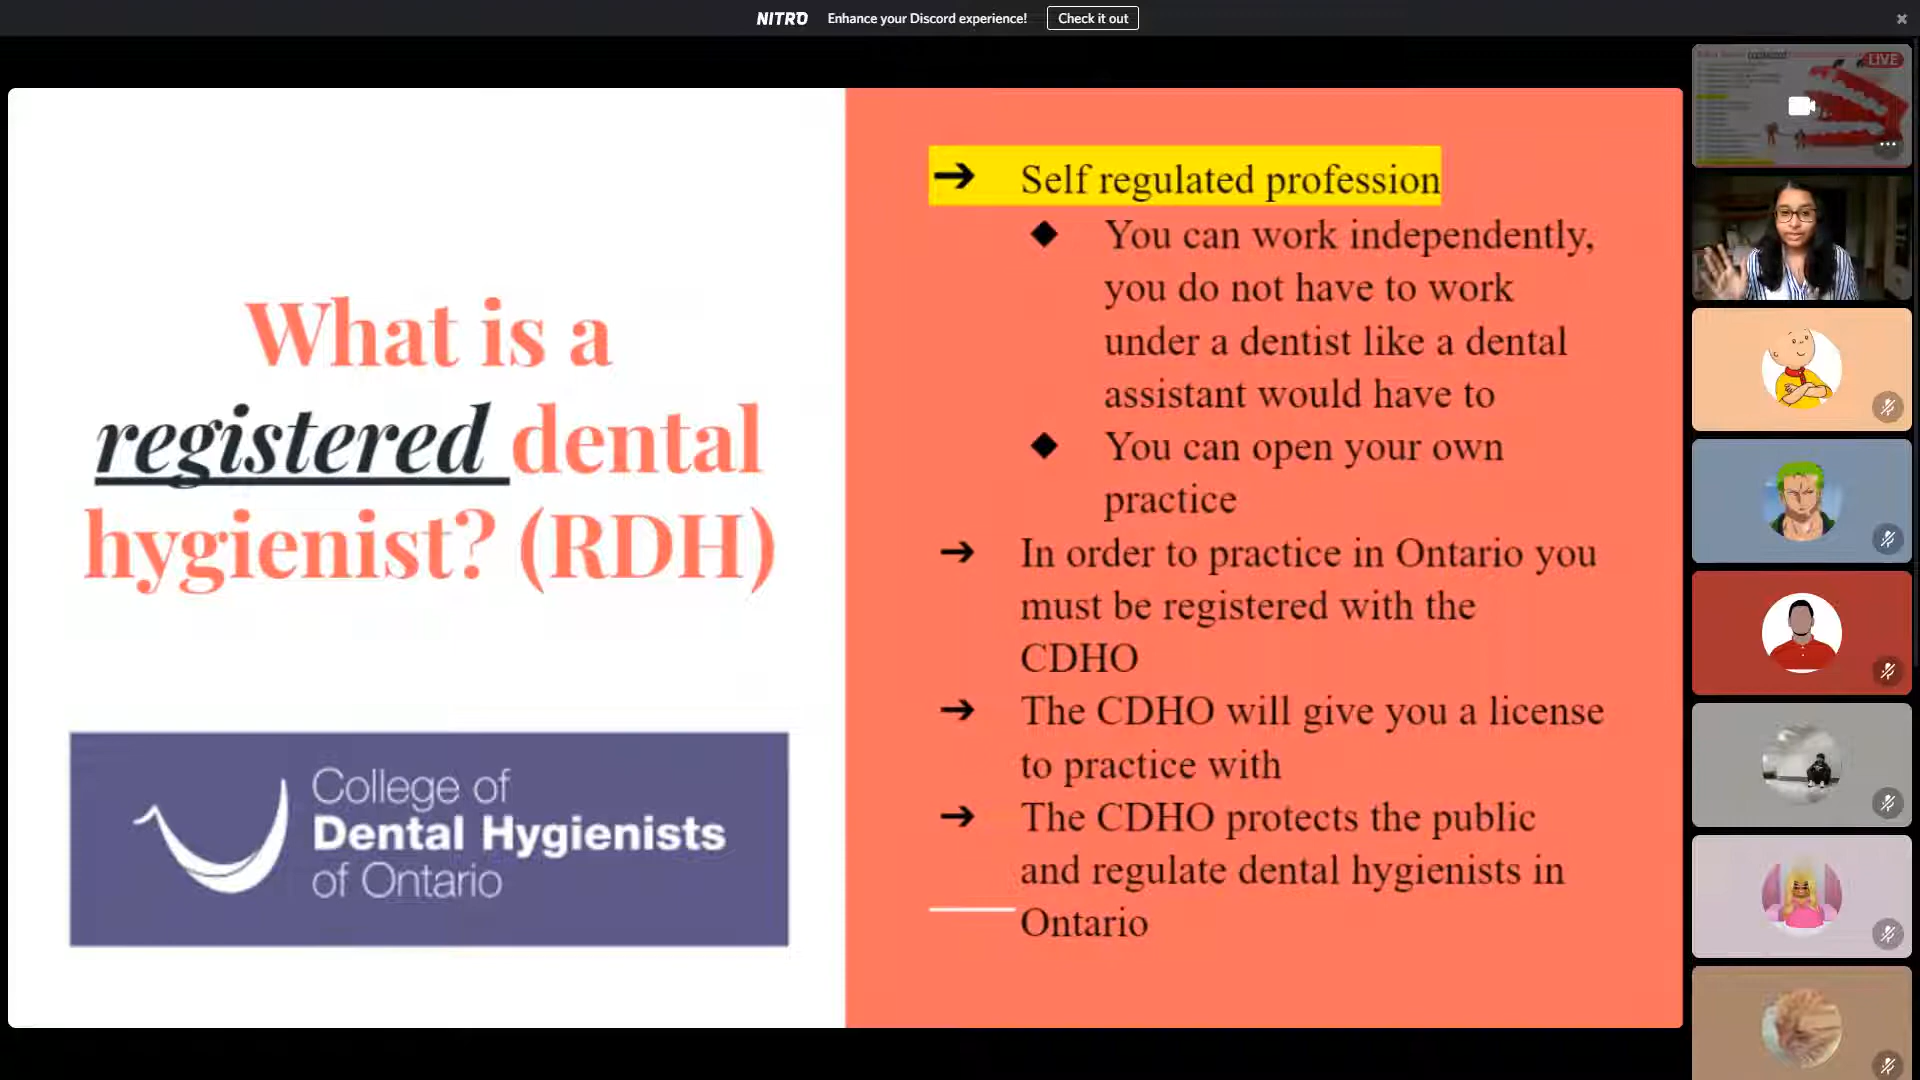 NITRO Enhance your Discord experience! Check it out
LIVE
What is a
registered dental
hygienist? (RDH)
College of
Dental Hygienists
of Ontario
➔ Self regulated profession
◆ You can work independently,
you do not have to work
under a dentist like a dental
assistant would have to
◆ You can open your own
practice
➔ In order to practice in Ontario you
must be registered with the
CDHO
➔ The CDHO will give you a license
to practice with
➔ The CDHO protects the public
and regulate dental hygienists in
Ontario